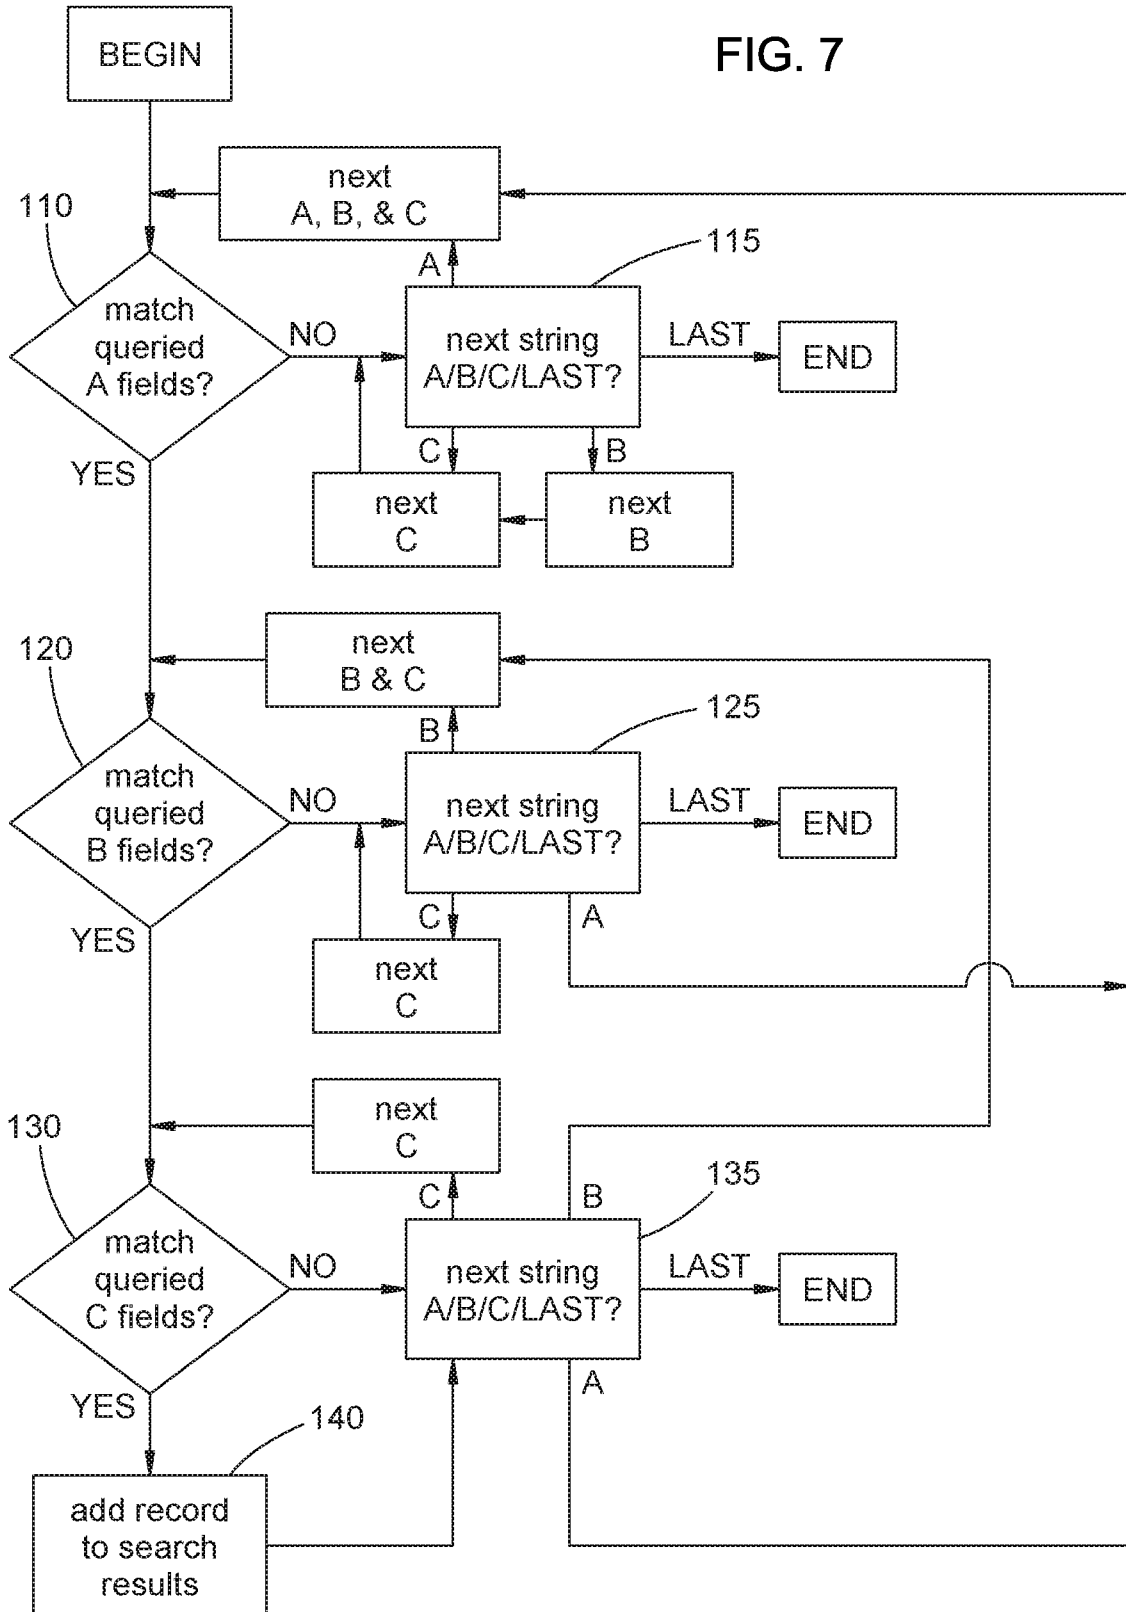 BEGIN
FIG. 7
next
A, B, & C
110
A
115
match
queried
A fields?
NO
next string
A/B/C/LAST?
LAST
END
YES
C
B
next
C
next
B
120
next
B & C
B
125
match
queried
B fields?
NO
next string
A/B/C/LAST?
LAST
END
YES
C
A
next
C
130
next
C
C
B
135
match
queried
C fields?
NO
next string
A/B/C/LAST?
LAST
END
YES
A
140
add record
to search
results